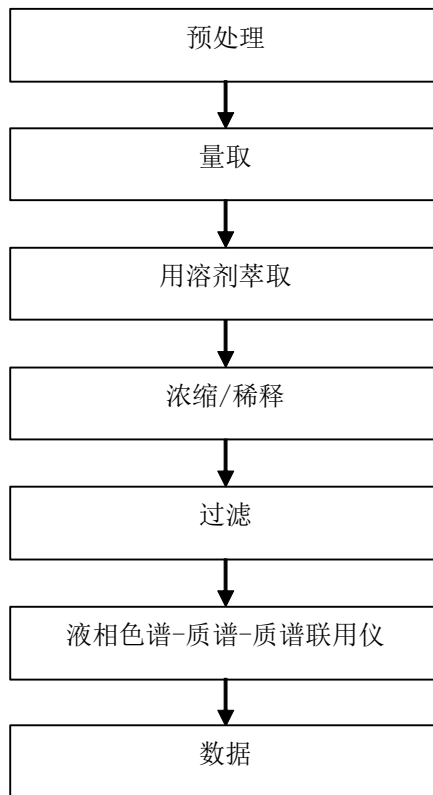 预处理
量取
用溶剂萃取
浓缩/稀释
过滤
液相色谱-质谱-质谱联用仪
数据